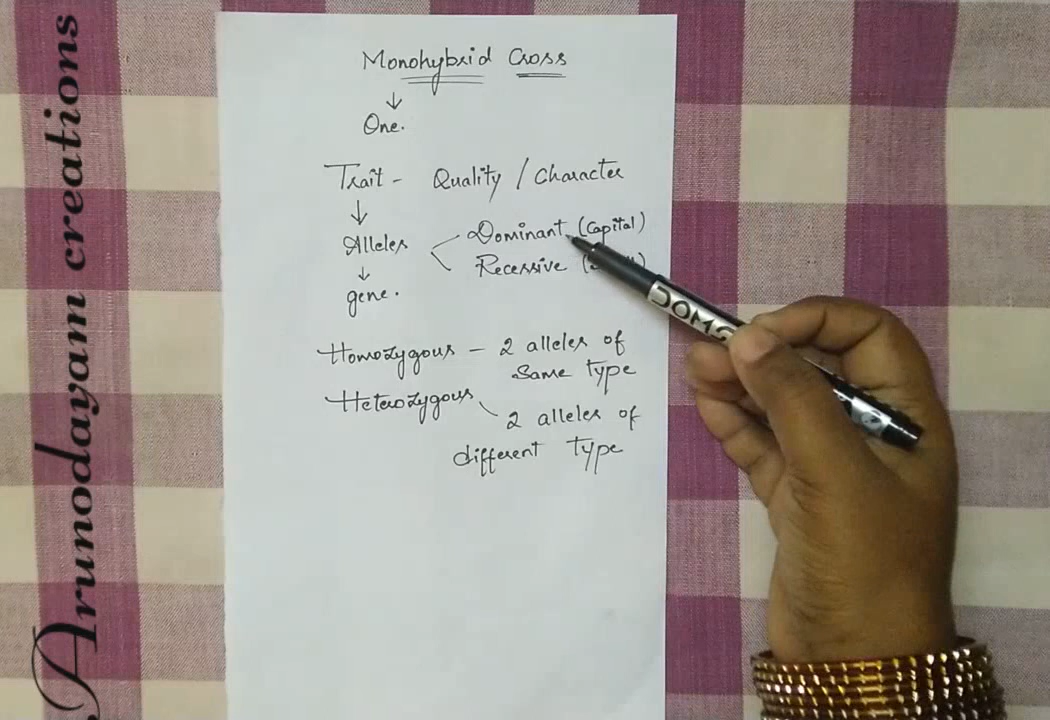 Monohybrid Cross
One.
Trait - Quality / Character
Alleles
Dominant (Capital)
Recessive
gene.
Homozygous - 2 alleles of
Same type
Heterozygous
2 alleles of
different type
DOMS
Arunodayam creations